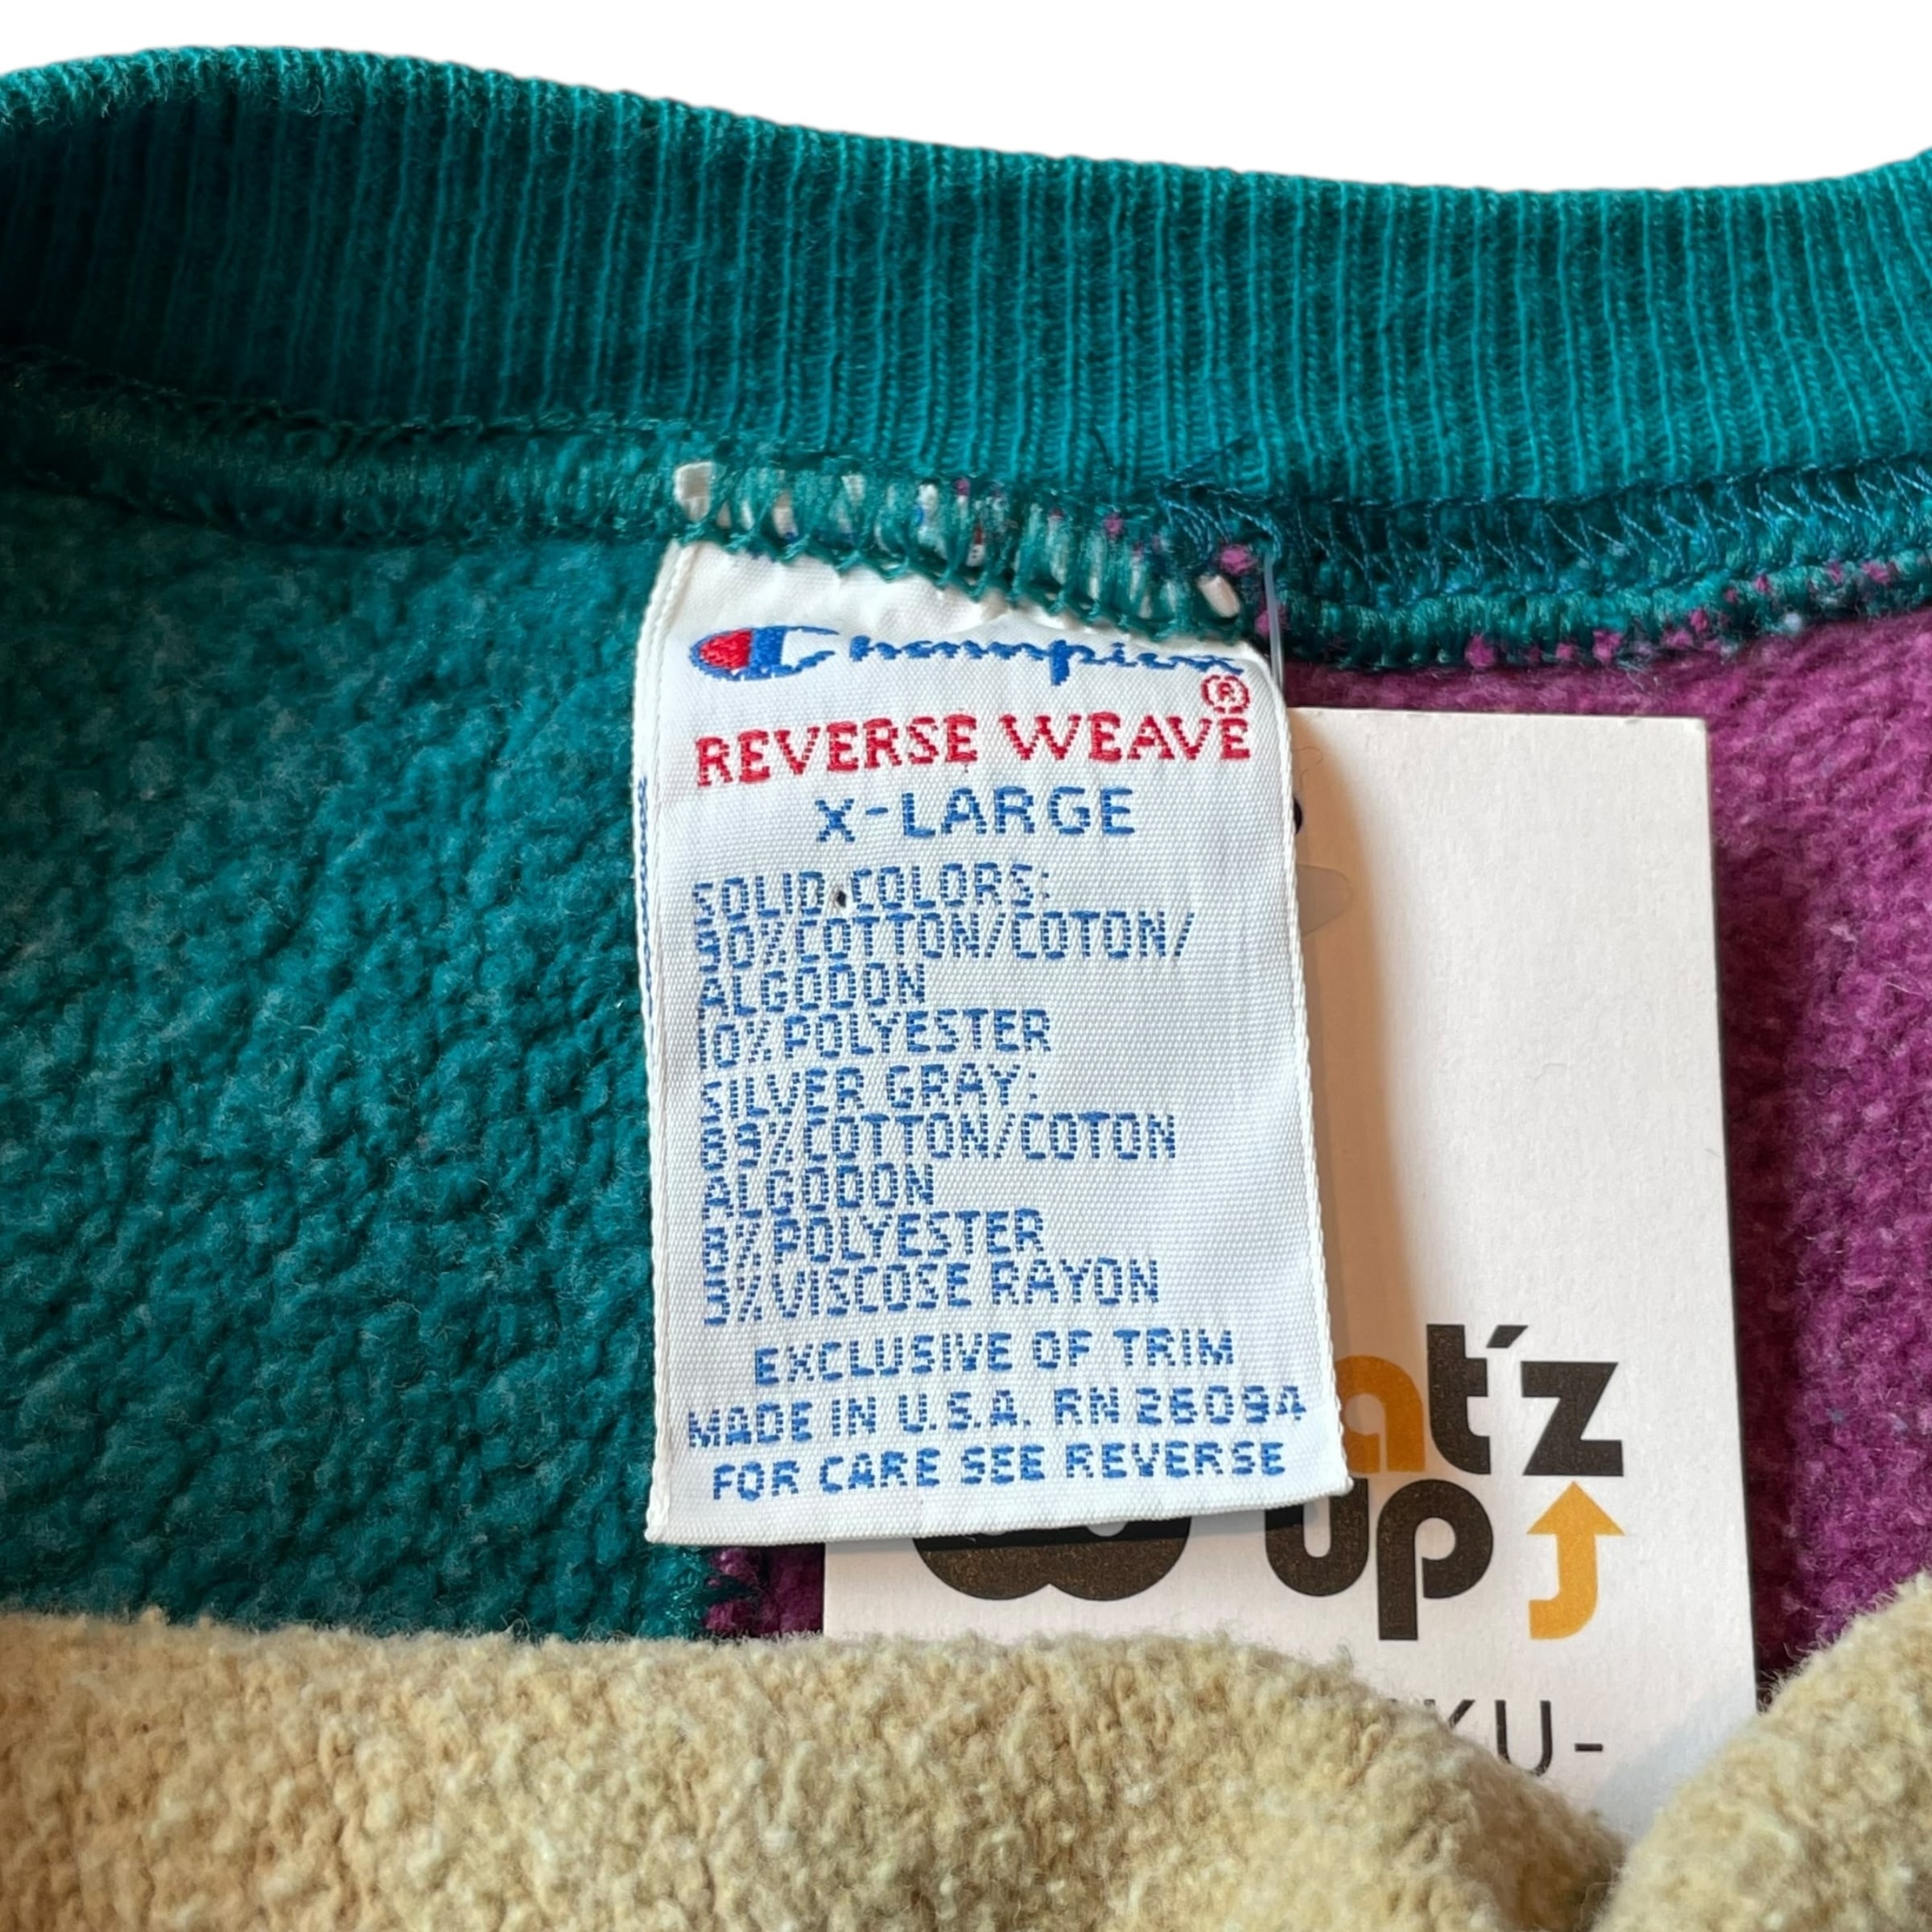 Champion
®
REVERSE WEAVE
X-LARGE
SOLID COLORS:
90% COTTON/COTON/
ALGODON
10% POLYESTER
SILVER GRAY:
89% COTTON/COTON
ALGODON
8% POLYESTER
3% VISCOSE RAYON
EXCLUSIVE OF TRIM
MADE IN U.S.A. RN 26094
FOR CARE SEE REVERSE
at'z
up
KU-